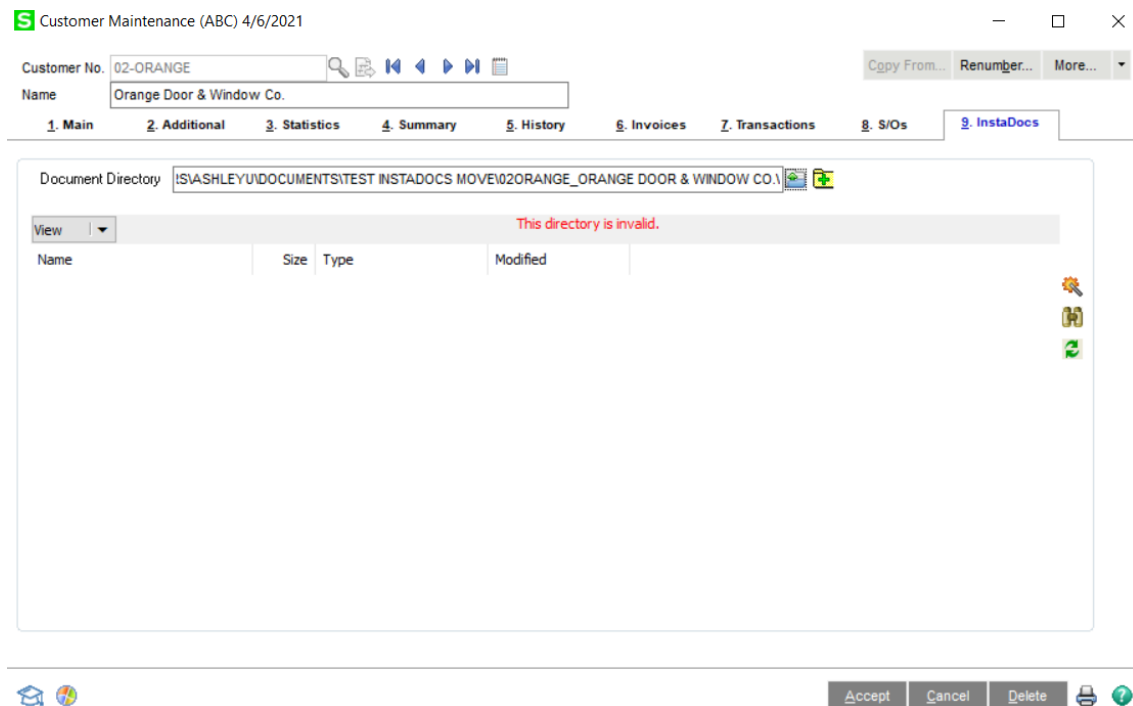 S Customer Maintenance (ABC) 4/6/2021
Customer No. 02-ORANGE Copy From... Renumber... More...
Name Orange Door & Window Co.
1. Main 2. Additional 3. Statistics 4. Summary 5. History 6. Invoices 7. Transactions 8. S/Os 9. InstaDocs
Document Directory !S\ASHLEYU\DOCUMENTS\TEST INSTADOCS MOVE\02ORANGE_ORANGE DOOR & WINDOW CO.\
View This directory is invalid.
Name Size Type Modified
Accept Cancel Delete ?